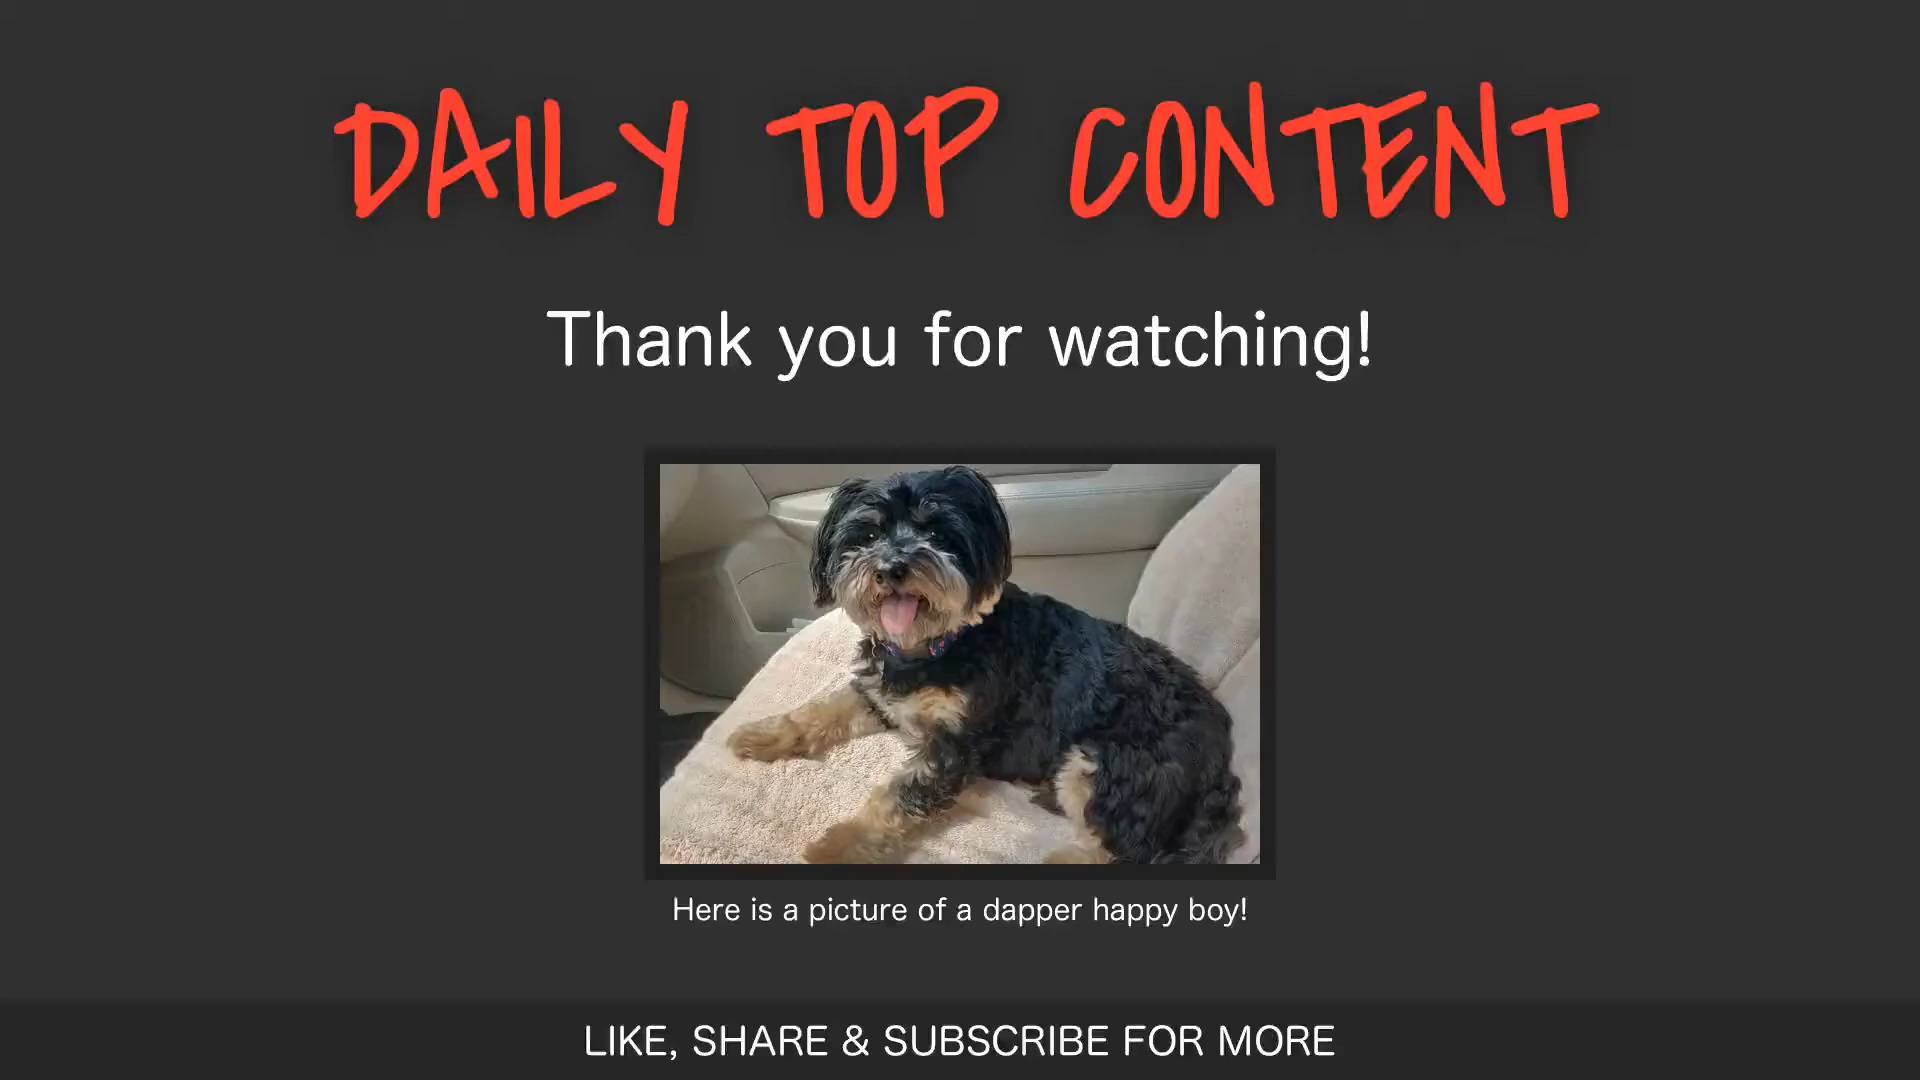 DAILY TOP CONTENT
Thank you for watching!
Here is a picture of a dapper happy boy!
LIKE, SHARE & SUBSCRIBE FOR MORE